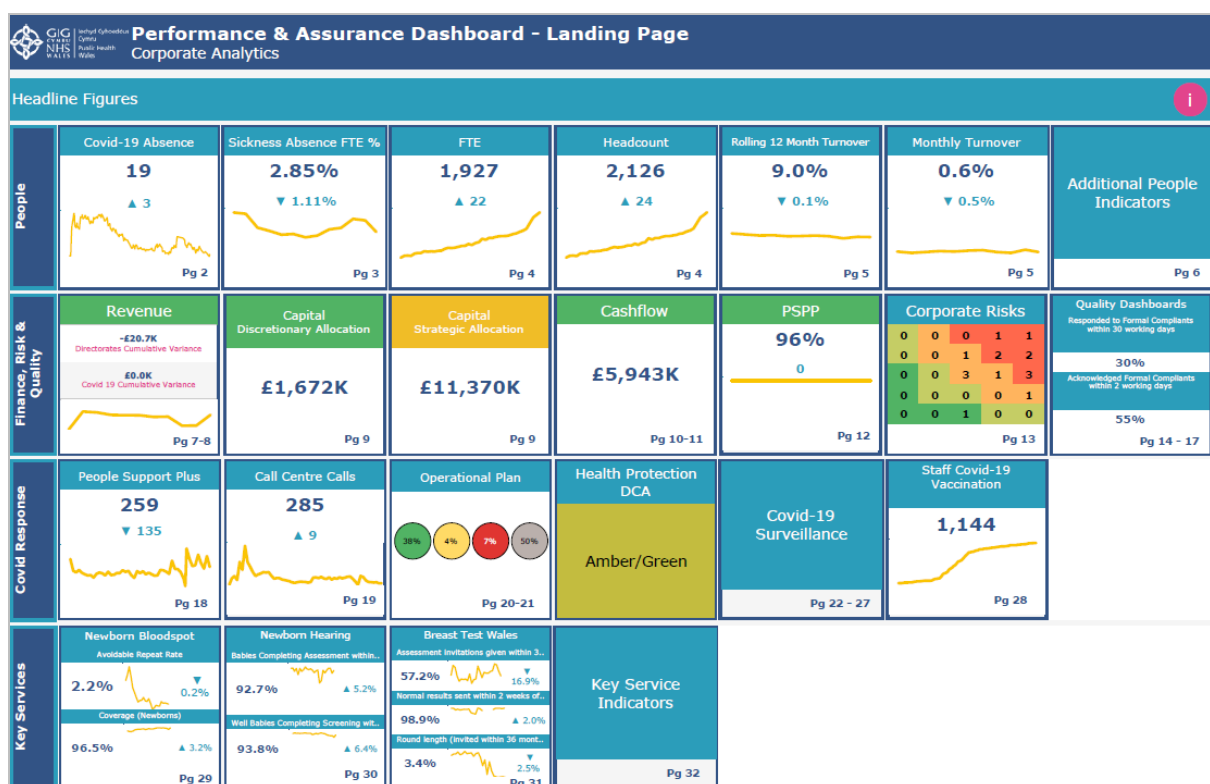 GIG
CYMRU
NHS
WALES
Iechyd Cyhoeddus
Cymru
Public Health
Wales
Performance & Assurance Dashboard - Landing Page
Corporate Analytics
Headline Figures
i
People
Covid-19 Absence
19
▲ 3
Pg 2
Sickness Absence FTE %
2.85%
▼ 1.11%
Pg 3
FTE
1,927
▲ 22
Pg 4
Headcount
2,126
▲ 24
Pg 4
Rolling 12 Month Turnover
9.0%
▼ 0.1%
Pg 5
Monthly Turnover
0.6%
▼ 0.5%
Pg 5
Additional People
Indicators
Pg 6
Finance, Risk &
Quality
Revenue
-£20.7K
Directorates Cumulative Variance
£0.0K
Covid 19 Cumulative Variance
Pg 7-8
Capital
Discretionary Allocation
£1,672K
Pg 9
Capital
Strategic Allocation
£11,370K
Pg 9
Cashflow
£5,943K
Pg 10-11
PSPP
96%
0
Pg 12
Corporate Risks
0 0 0 1 1
0 0 1 2 2
0 0 3 1 3
0 0 0 0 1
0 0 1 0 0
Pg 13
Quality Dashboards
Responded to Formal Compliants
within 30 working days
30%
Acknowledged Formal Compliants
within 2 working days
55%
Pg 14 - 17
Covid Response
People Support Plus
259
▼ 135
Pg 18
Call Centre Calls
285
▲ 9
Pg 19
Operational Plan
38% 4% 7% 50%
Pg 20-21
Health Protection
DCA
Amber/Green
Covid-19
Surveillance
Pg 22 - 27
Staff Covid-19
Vaccination
1,144
Pg 28
Key Services
Newborn Bloodspot
Avoidable Repeat Rate
2.2%
▼
0.2%
Coverage (Newborns)
96.5%
▲ 3.2%
Pg 29
Newborn Hearing
Babies Completing Assessment within..
92.7%
▲ 5.2%
Well Babies Completing Screening wit..
93.8%
▲ 6.4%
Pg 30
Breast Test Wales
Assessment invitations given within 3..
57.2%
▼
16.9%
Normal results sent within 2 weeks of..
98.9%
▲ 2.0%
Round length (invited within 36 mont..
3.4%
▼
2.5%
Pg 31
Key Service
Indicators
Pg 32